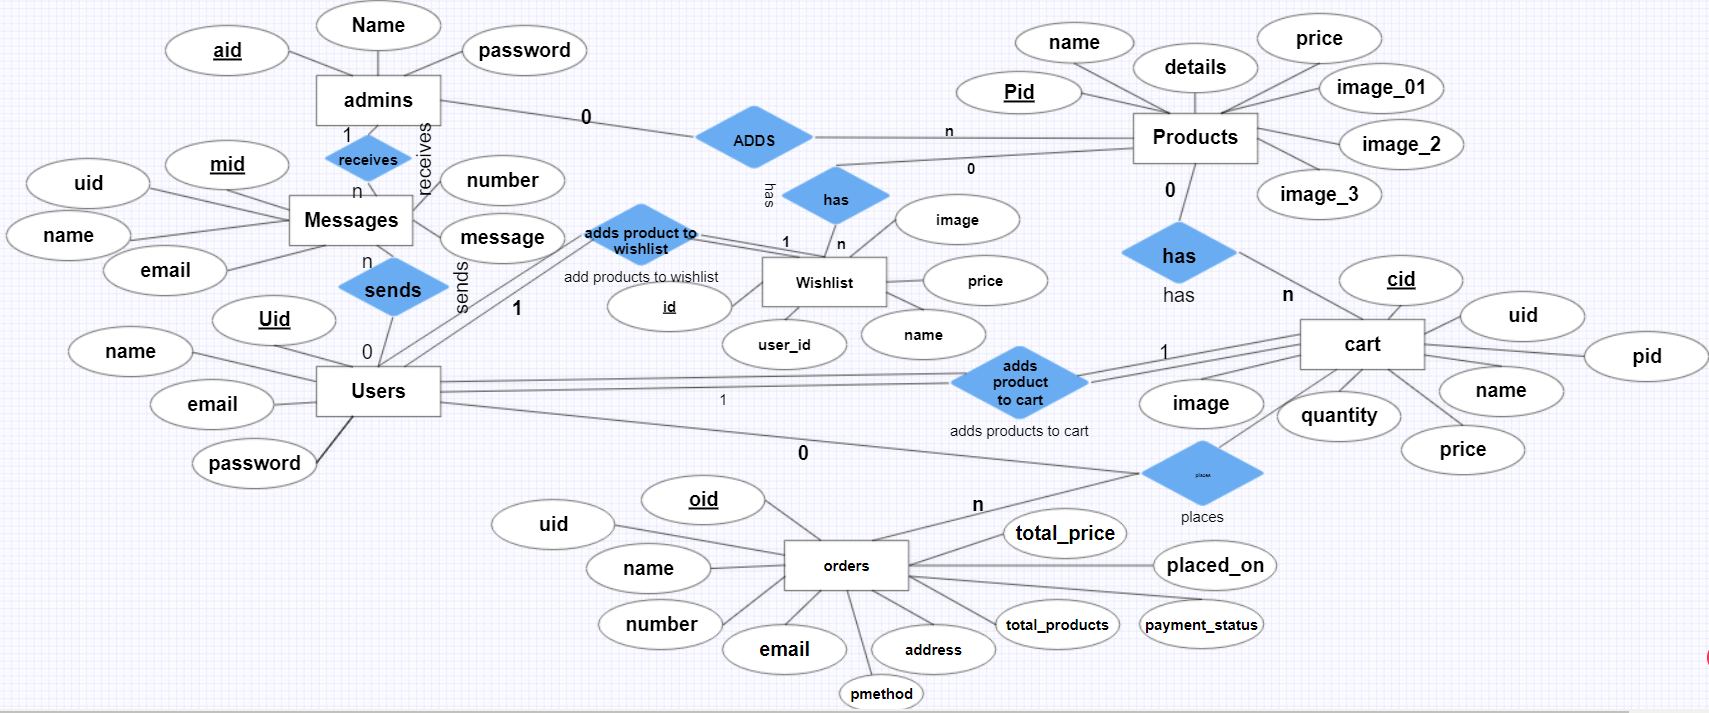 Name
aid
password
admins
name
price
details
Pid
image_01
0
ADDS
n
Products
image_2
1
receives
receives
n
0
has
has
1
n
0
image_3
mid
uid
number
Messages
name
message
email
n
sends
sends
0
adds product to
wishlist
add products to wishlist
1
image
Wishlist
price
id
name
user_id
has
has
n
cid
uid
cart
pid
name
image
quantity
price
1
Uid
name
Users
email
password
adds
product
to cart
adds products to cart
1
0
places
places
n
oid
uid
total_price
name
orders
placed_on
number
total_products
payment_status
email
address
pmethod